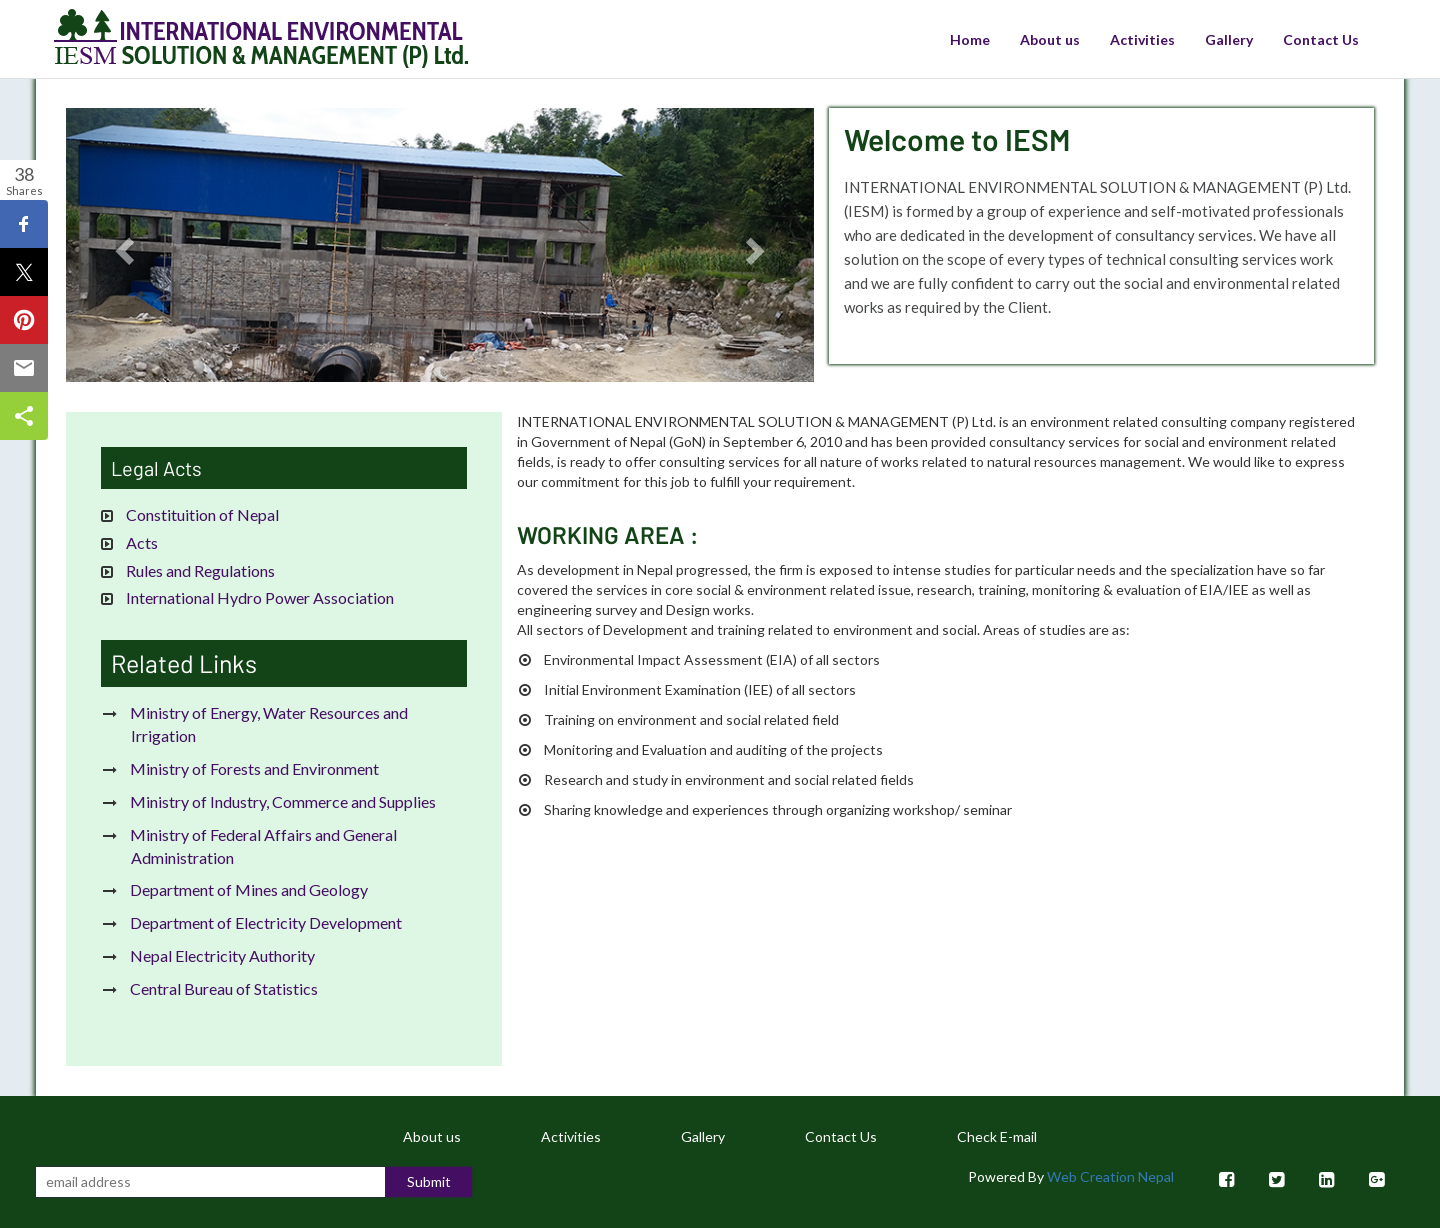 INTERNATIONAL ENVIRONMENTAL
IESM SOLUTION & MANAGEMENT (P) Ltd.
Home
About us
Activities
Gallery
Contact Us
38
Shares
Welcome to IESM
INTERNATIONAL ENVIRONMENTAL SOLUTION & MANAGEMENT (P) Ltd.
(IESM) is formed by a group of experience and self-motivated professionals
who are dedicated in the development of consultancy services. We have all
solution on the scope of every types of technical consulting services work
and we are fully confident to carry out the social and environmental related
works as required by the Client.
Legal Acts
Constituition of Nepal
Acts
Rules and Regulations
International Hydro Power Association
Related Links
Ministry of Energy, Water Resources and
Irrigation
Ministry of Forests and Environment
Ministry of Industry, Commerce and Supplies
Ministry of Federal Affairs and General
Administration
Department of Mines and Geology
Department of Electricity Development
Nepal Electricity Authority
Central Bureau of Statistics
INTERNATIONAL ENVIRONMENTAL SOLUTION & MANAGEMENT (P) Ltd. is an environment related consulting company registered
in Government of Nepal (GoN) in September 6, 2010 and has been provided consultancy services for social and environment related
fields, is ready to offer consulting services for all nature of works related to natural resources management. We would like to express
our commitment for this job to fulfill your requirement.
WORKING AREA :
As development in Nepal progressed, the firm is exposed to intense studies for particular needs and the specialization have so far
covered the services in core social & environment related issue, research, training, monitoring & evaluation of EIA/IEE as well as
engineering survey and Design works.
All sectors of Development and training related to environment and social. Areas of studies are as:
Environmental Impact Assessment (EIA) of all sectors
Initial Environment Examination (IEE) of all sectors
Training on environment and social related field
Monitoring and Evaluation and auditing of the projects
Research and study in environment and social related fields
Sharing knowledge and experiences through organizing workshop/ seminar
About us
Activities
Gallery
Contact Us
Check E-mail
email address
Submit
Powered By Web Creation Nepal